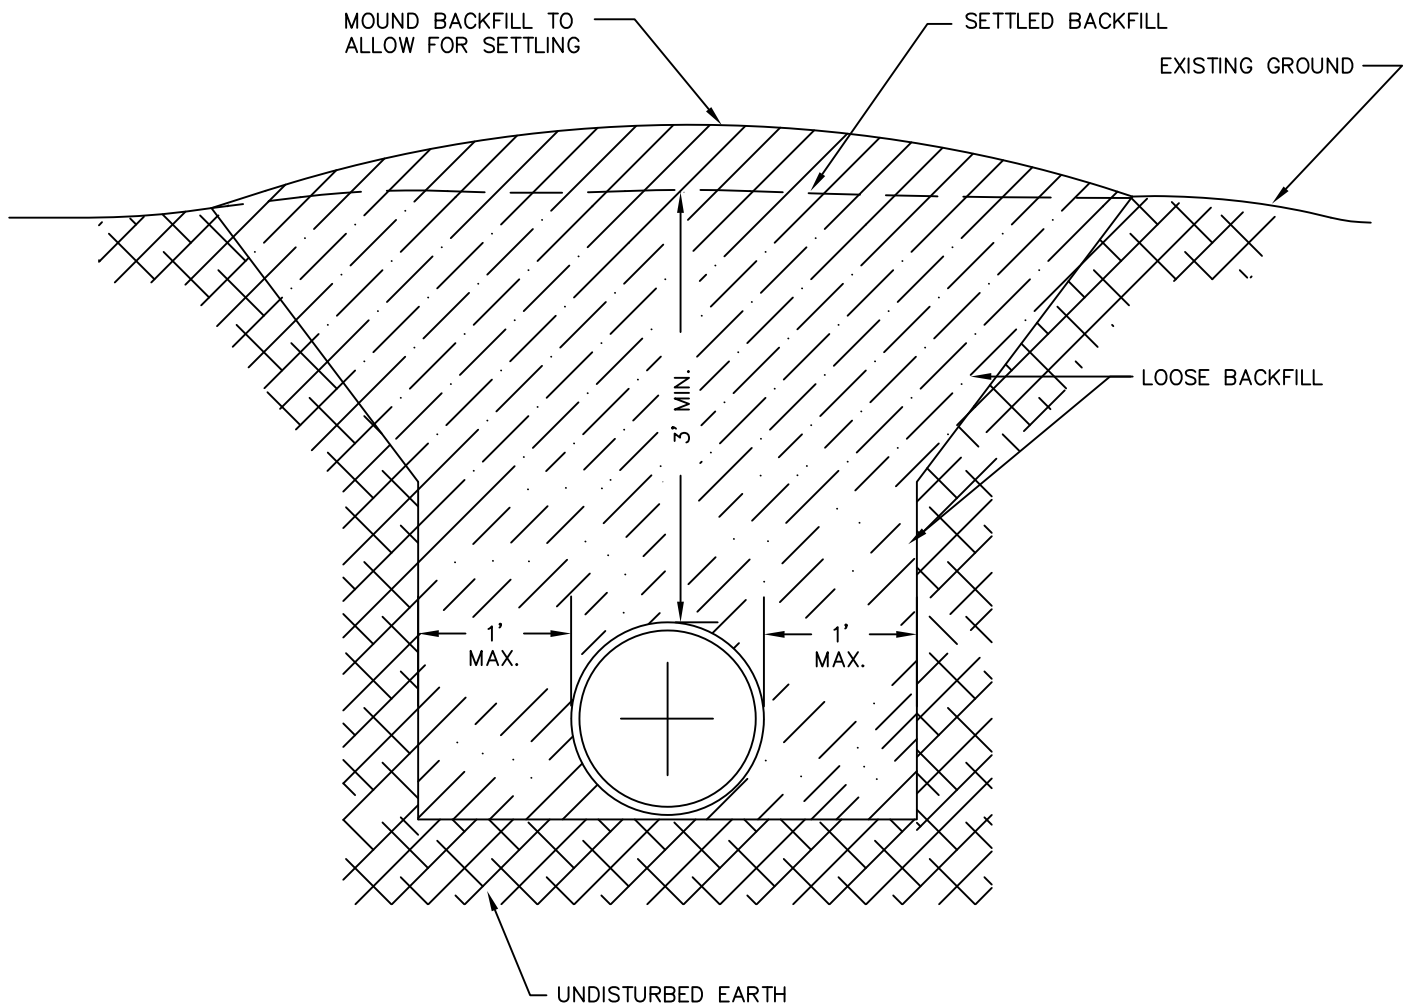 MOUND BACKFILL TO
ALLOW FOR SETTLING
SETTLED BACKFILL
EXISTING GROUND
LOOSE BACKFILL
3' MIN.
1'
MAX.
1'
MAX.
UNDISTURBED EARTH